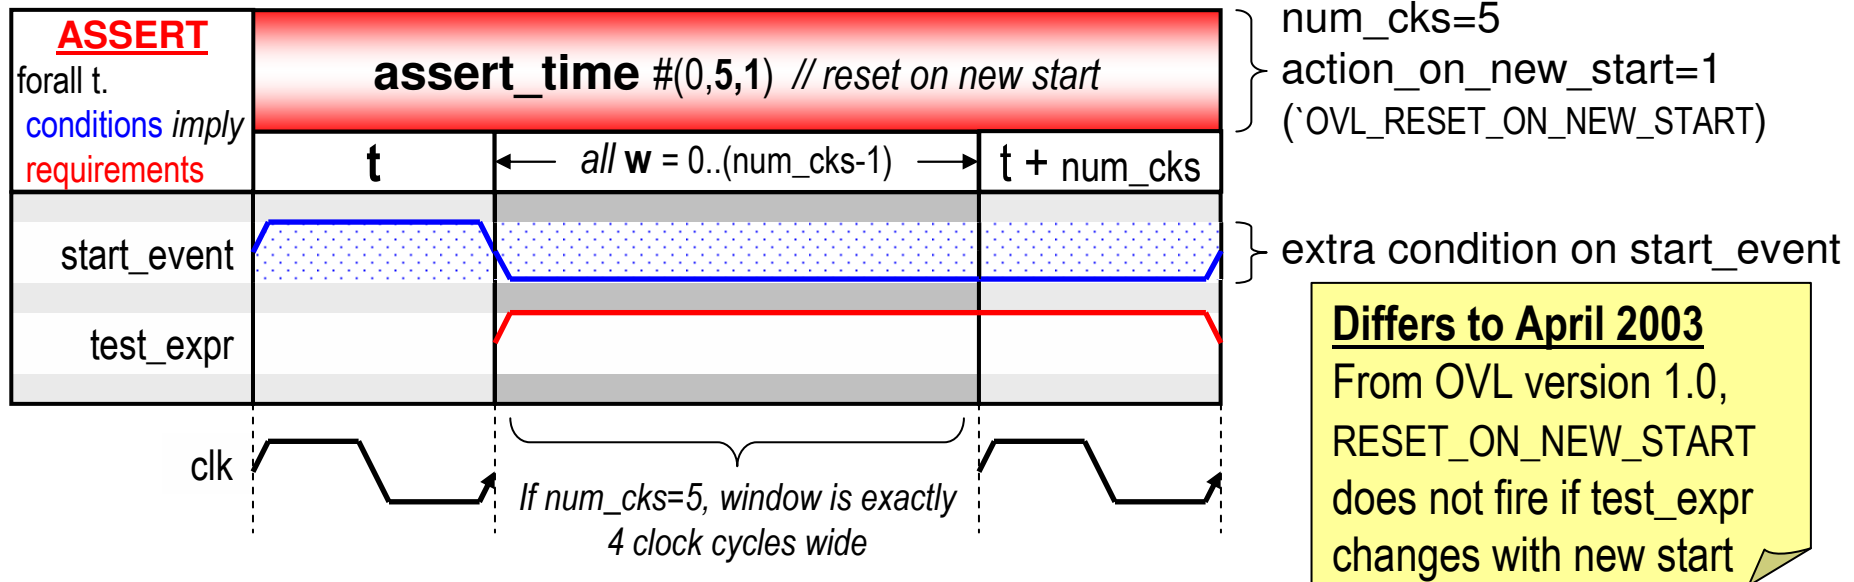 ASSERT
forall t.
conditions imply
requirements
assert_time #(0,5,1) // reset on new start
t
all w = 0..(num_cks-1)
t + num_cks
num_cks=5
action_on_new_start=1
(`OVL_RESET_ON_NEW_START)
start_event
extra condition on start_event
test_expr
clk
If num_cks=5, window is exactly
4 clock cycles wide
Differs to April 2003
From OVL version 1.0,
RESET_ON_NEW_START
does not fire if test_expr
changes with new start